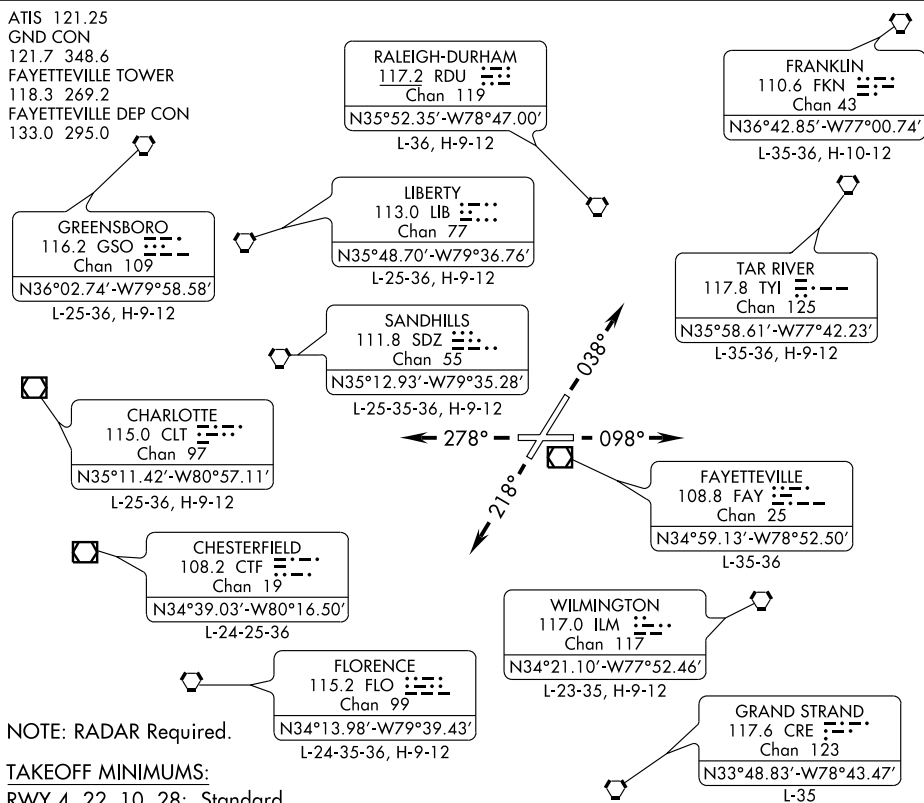 ATIS 121.25
GND CON
121.7 348.6
FAYETTEVILLE TOWER
118.3 269.2
FAYETTEVILLE DEP CON
133.0 295.0
RALEIGH-DURHAM
117.2 RDU
Chan 119
N35°52.35′-W78°47.00′
L-36, H-9-12
FRANKLIN
110.6 FKN
Chan 43
N36°42.85′-W77°00.74′
L-35-36, H-10-12
GREENSBORO
116.2 GSO
Chan 109
N36°02.74′-W79°58.58′
L-25-36, H-9-12
LIBERTY
113.0 LIB
Chan 77
N35°48.70′-W79°36.76′
L-25-36, H-9-12
TAR RIVER
117.8 TYI
Chan 125
N35°58.61′-W77°42.23′
L-35-36, H-9-12
SANDHILLS
111.8 SDZ
Chan 55
N35°12.93′-W79°35.28′
L-25-35-36, H-9-12
038°
278°
098°
218°
CHARLOTTE
115.0 CLT
Chan 97
N35°11.42′-W80°57.11′
L-25-36, H-9-12
FAYETTEVILLE
108.8 FAY
Chan 25
N34°59.13′-W78°52.50′
L-35-36
CHESTERFIELD
108.2 CTF
Chan 19
N34°39.03′-W80°16.50′
L-24-25-36
WILMINGTON
117.0 ILM
Chan 117
N34°21.10′-W77°52.46′
L-23-35, H-9-12
FLORENCE
115.2 FLO
Chan 99
N34°13.98′-W79°39.43′
L-24-35-36, H-9-12
GRAND STRAND
117.6 CRE
Chan 123
N33°48.83′-W78°43.47′
L-35
NOTE: RADAR Required.
TAKEOFF MINIMUMS:
RWY 4, 22, 10, 28: Standard.